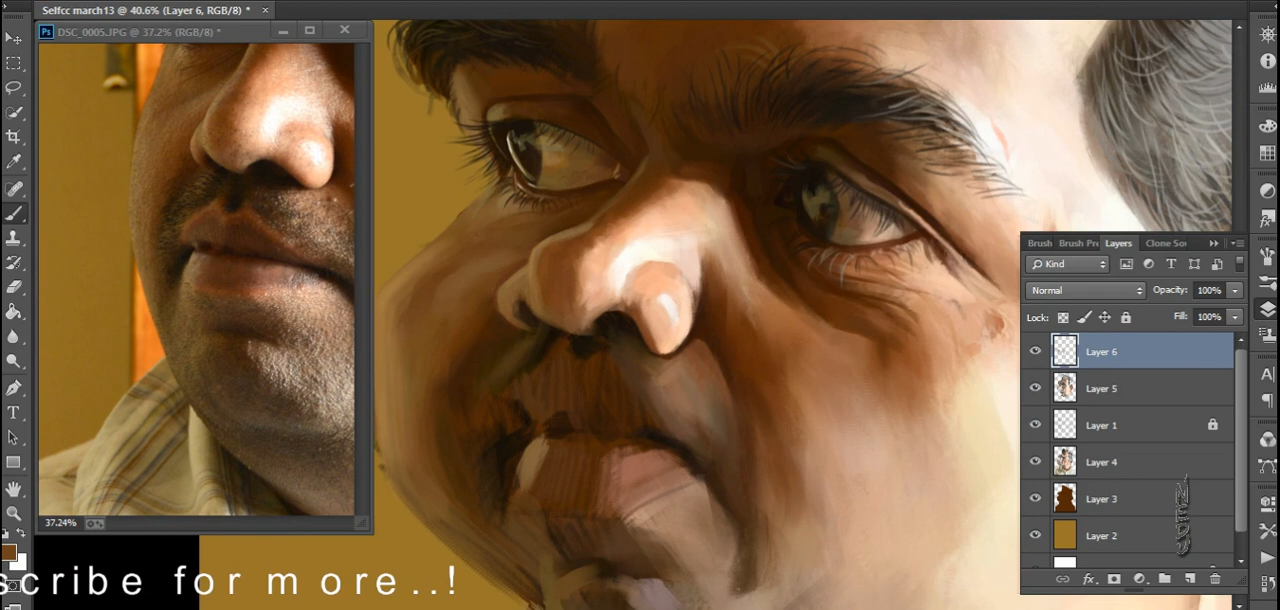 Selfcc march13 @ 40.6% (Layer 6, RGB/8) * ×
Ps DSC_0005.JPG @ 37.2% (RGB/8) *
37.24%
scribe for more..!
Brush Brush Pre Layers Clone Sou
Kind
Normal Opacity: 100%
Lock: Fill: 100%
Layer 6
Layer 5
Layer 1
Layer 4
Layer 3
Layer 2
fx